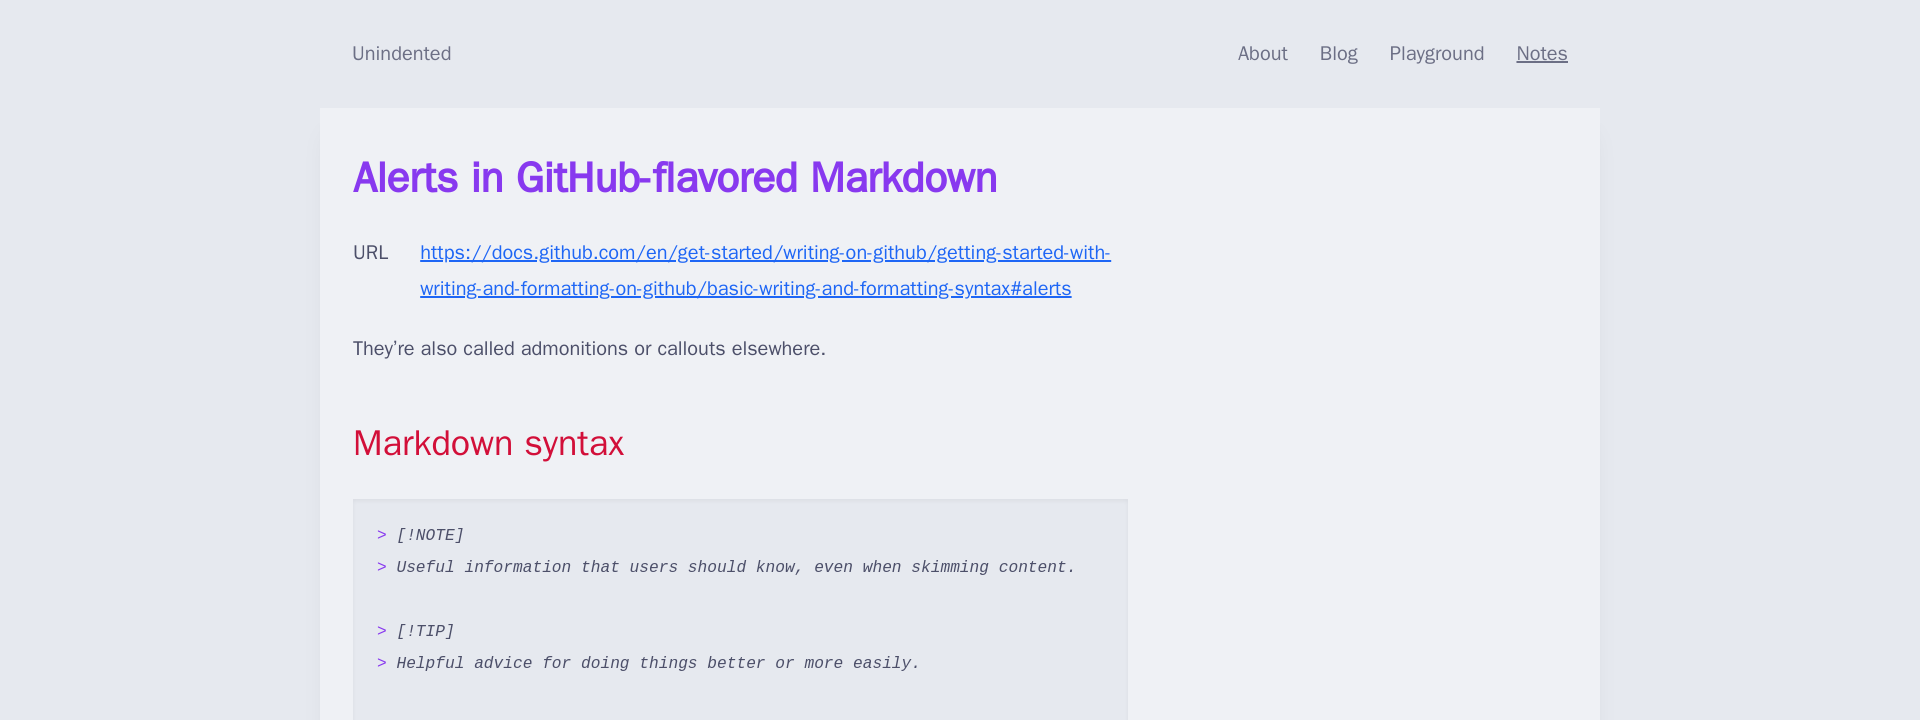 Unindented
About Blog Playground Notes
Alerts in GitHub-flavored Markdown
URL https://docs.github.com/en/get-started/writing-on-github/getting-started-with-
writing-and-formatting-on-github/basic-writing-and-formatting-syntax#alerts
They’re also called admonitions or callouts elsewhere.
Markdown syntax
> [!NOTE]
> Useful information that users should know, even when skimming content.
> [!TIP]
> Helpful advice for doing things better or more easily.